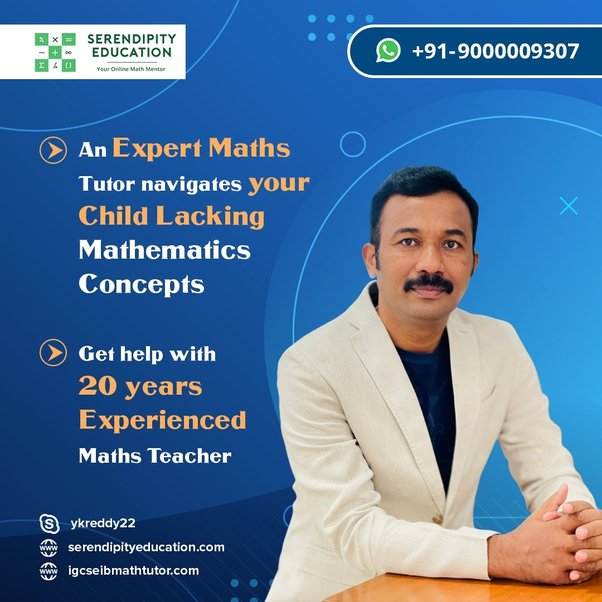 SERENDIPITY
EDUCATION
Your Online Math Mentor
+91-9000009307
An Expert Maths
Tutor navigates your
Child Lacking
Mathematics
Concepts
Get help with
20 years
Experienced
Maths Teacher
ykreddy22
serendipityeducation.com
igcseibmathtutor.com